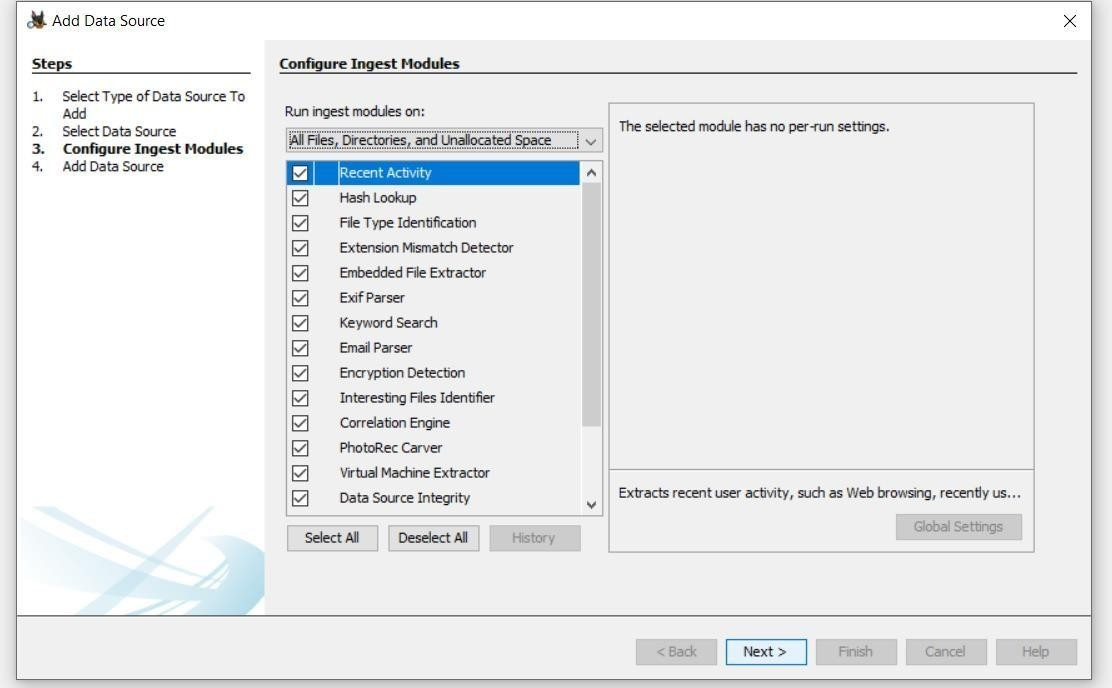 Add Data Source
Steps
1. Select Type of Data Source To
Add
2. Select Data Source
3. Configure Ingest Modules
4. Add Data Source
Configure Ingest Modules
Run ingest modules on:
All Files, Directories, and Unallocated Space
Recent Activity
Hash Lookup
File Type Identification
Extension Mismatch Detector
Embedded File Extractor
Exif Parser
Keyword Search
Email Parser
Encryption Detection
Interesting Files Identifier
Correlation Engine
PhotoRec Carver
Virtual Machine Extractor
Data Source Integrity
Select All Deselect All History
The selected module has no per-run settings.
Extracts recent user activity, such as Web browsing, recently us...
Global Settings
< Back Next > Finish Cancel Help